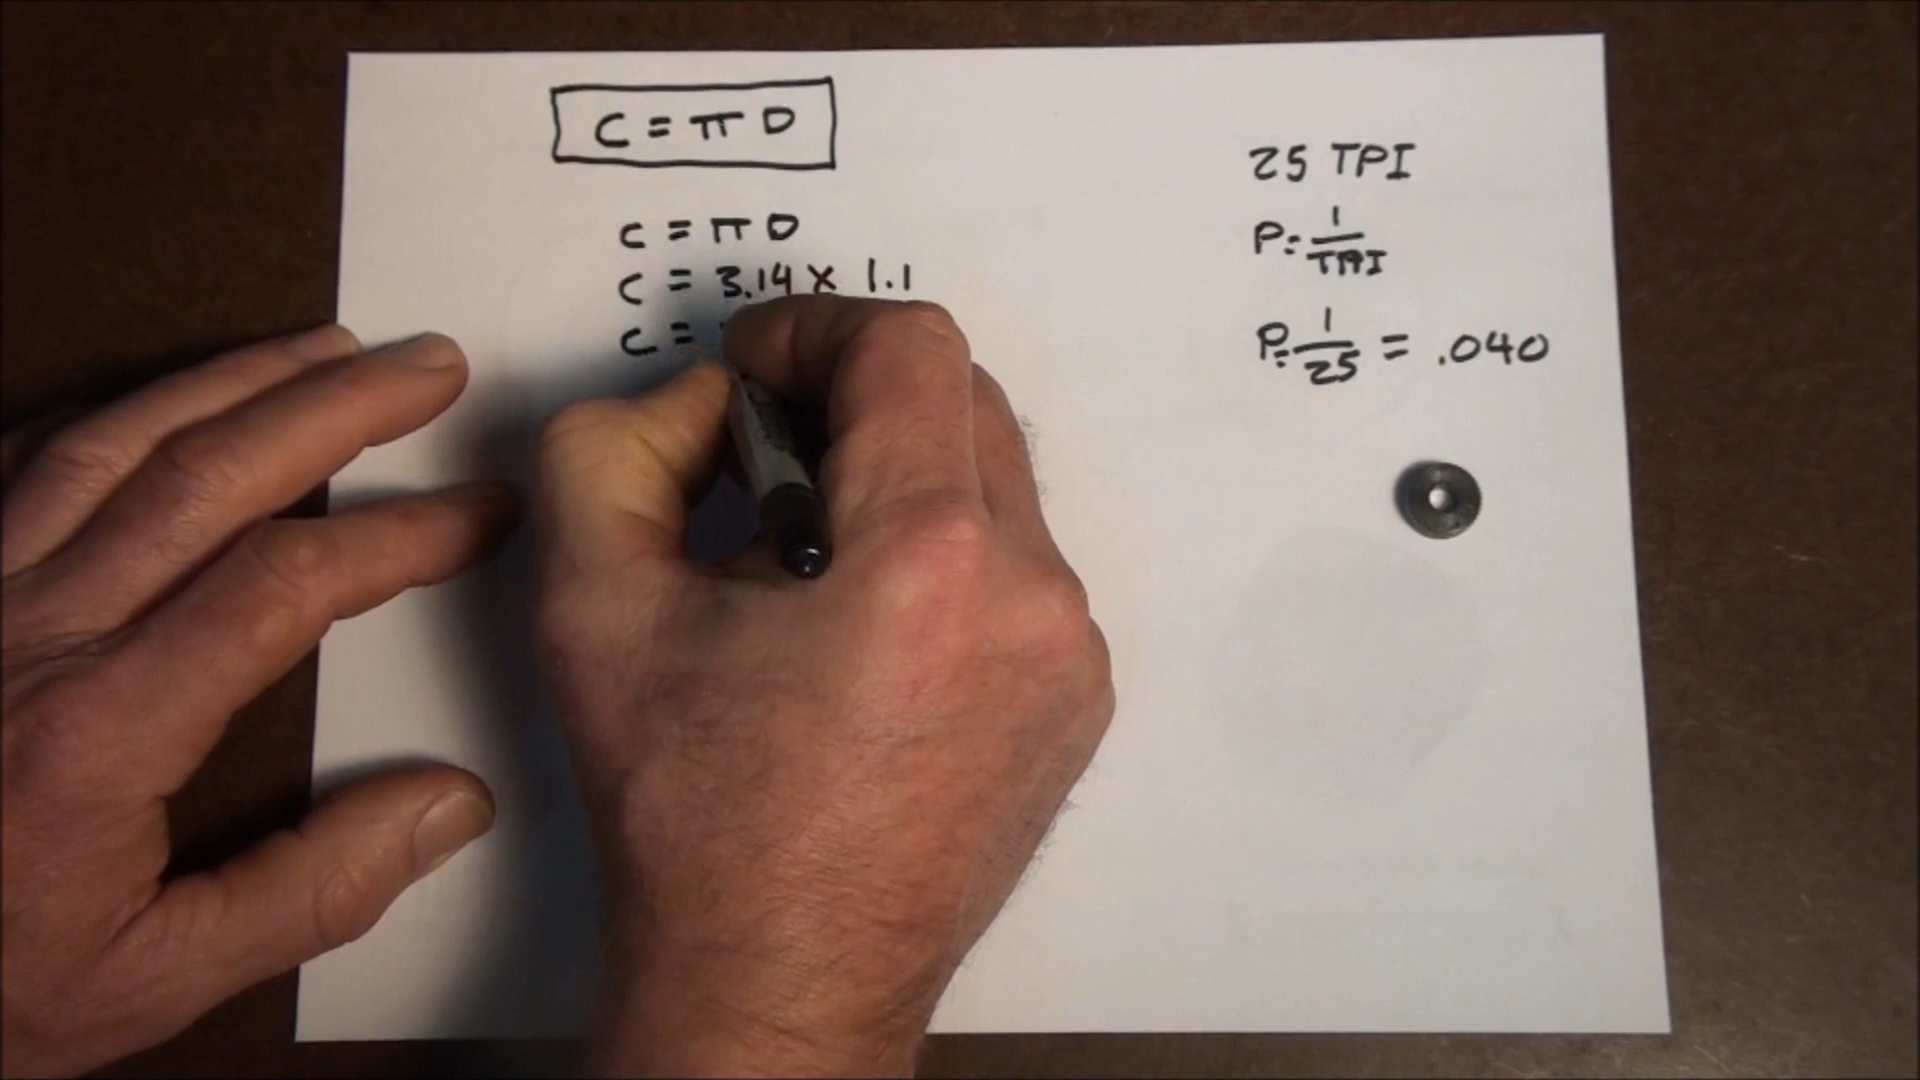 C = π D
C = π D
C = 3.14 x 1.1
C =
25 TPI
P = 1/TPI
P = 1/25 = .040